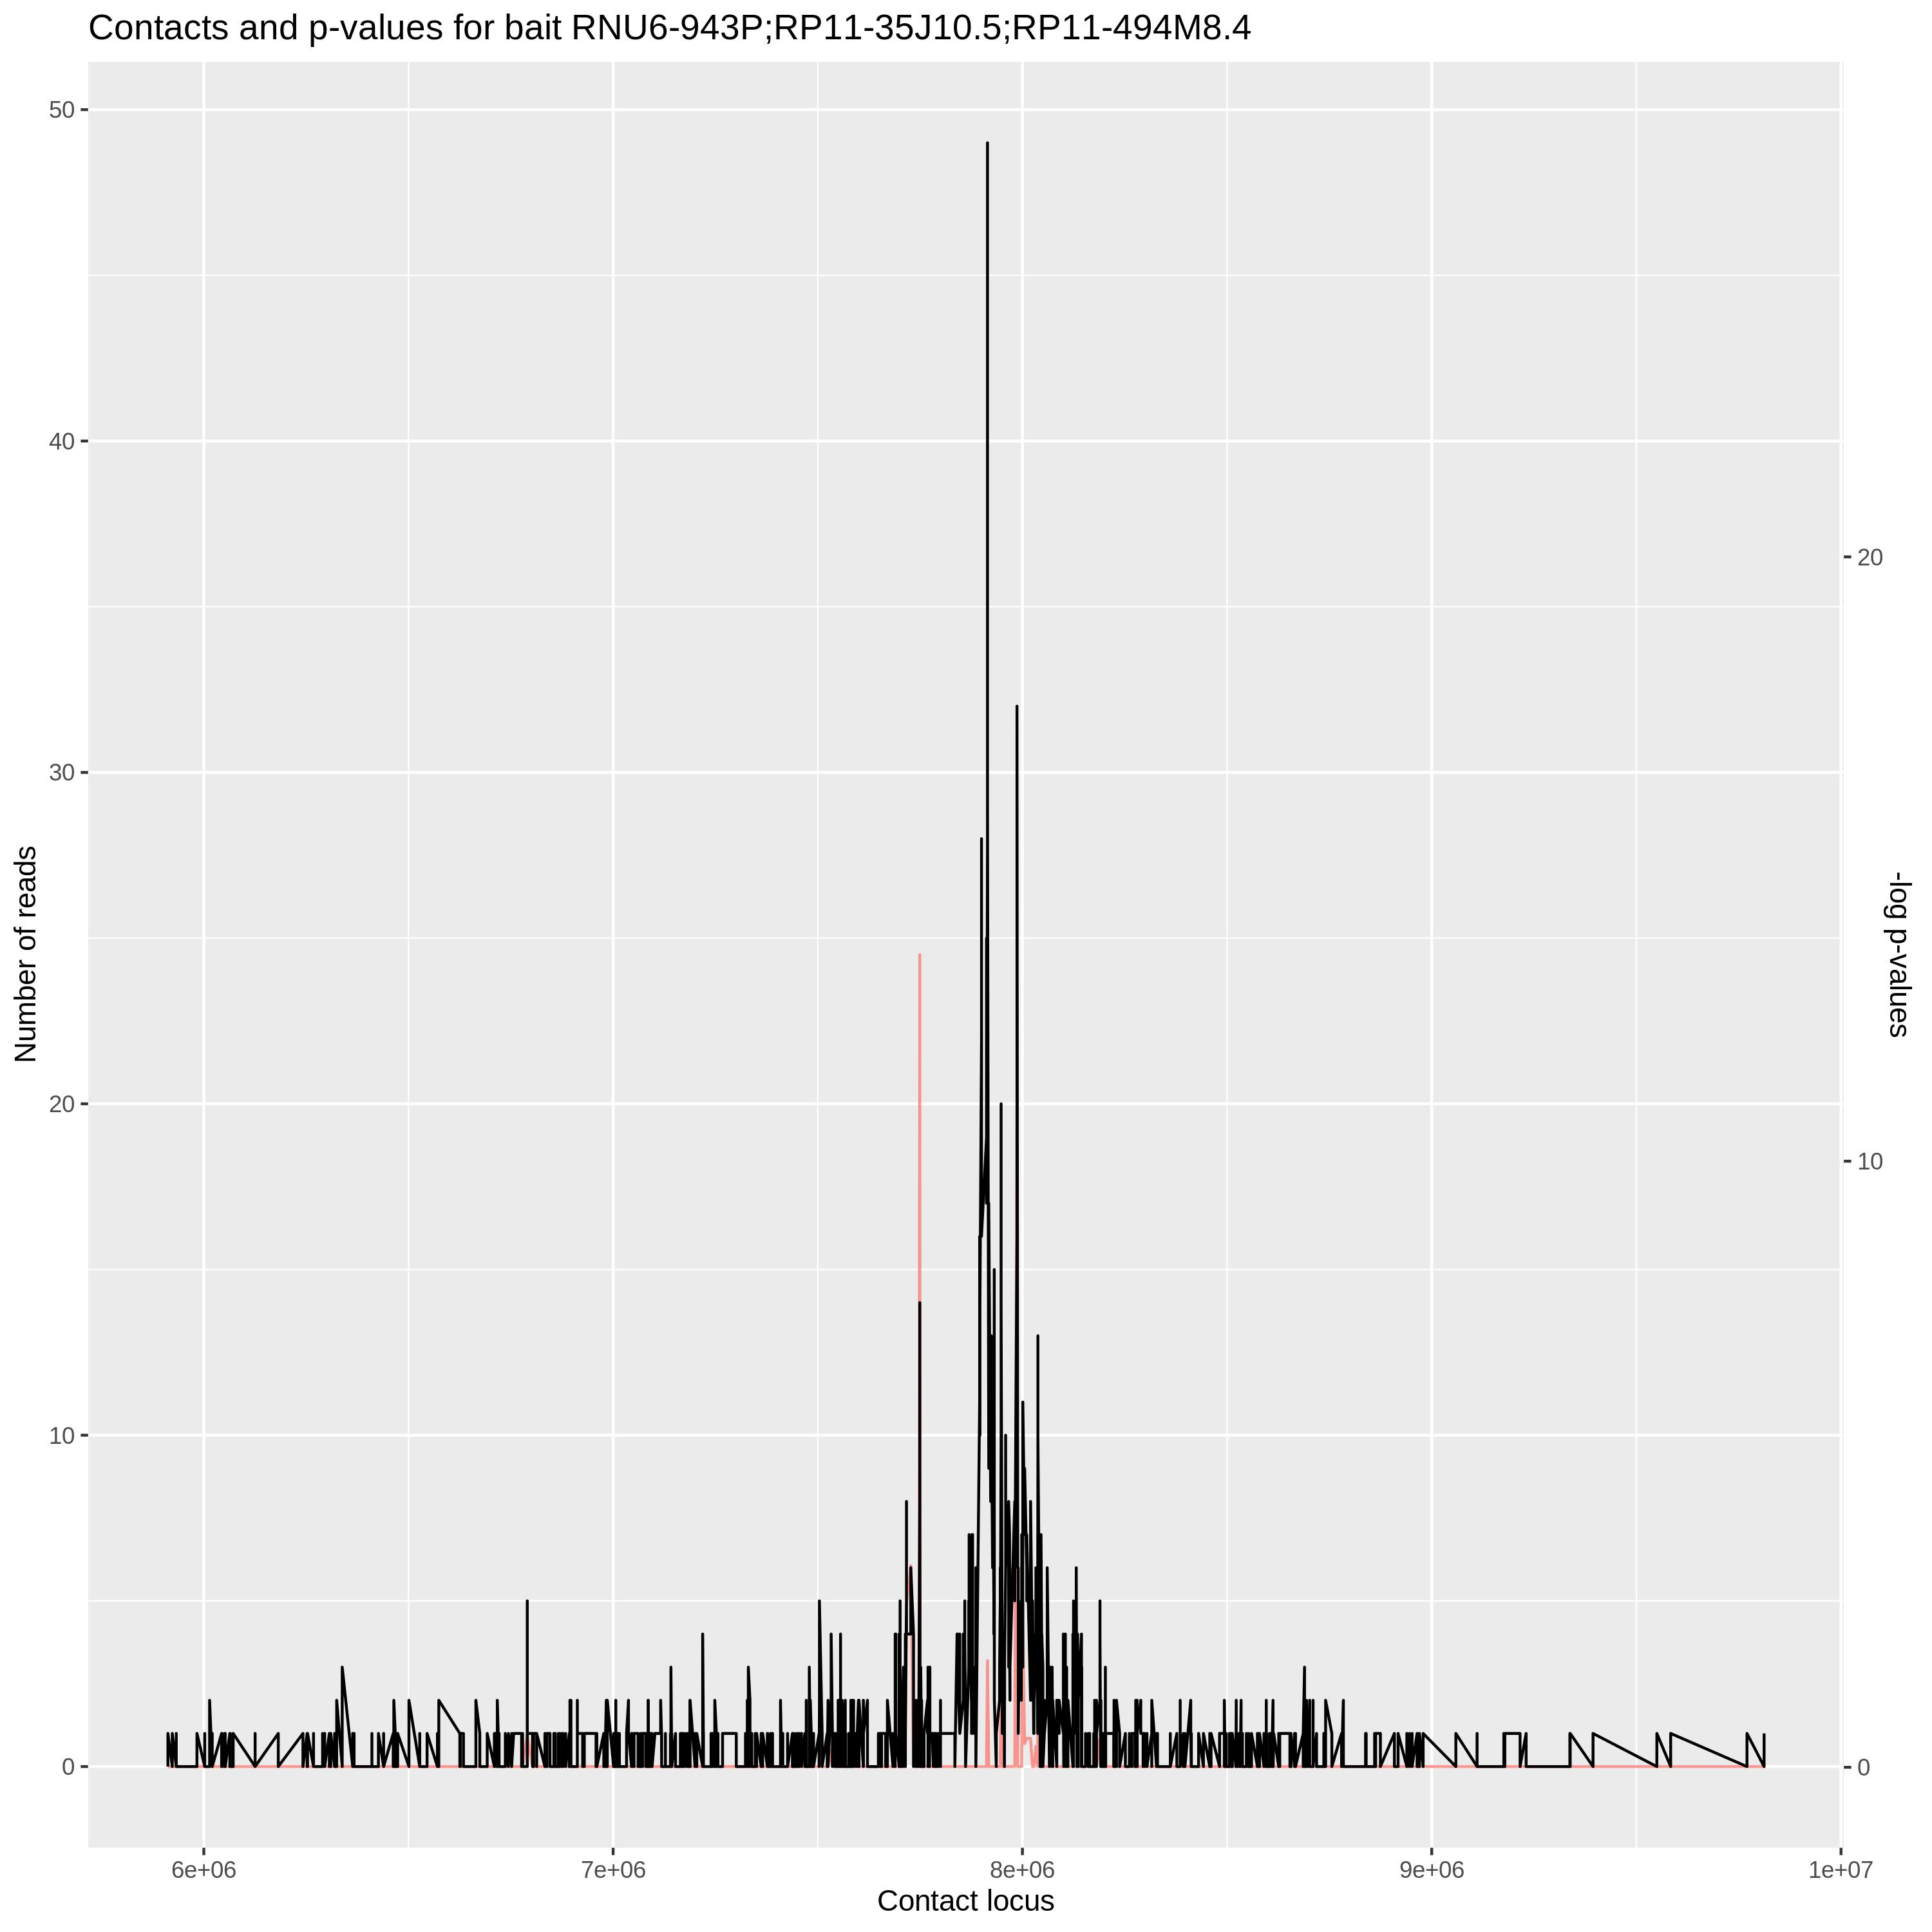 Contacts and p-values for bait RNU6-943P;RP11-35J10.5;RP11-494M8.4
50
40
30
20
10
0
Number of reads
20
10
0
-log p-values
6e+06
7e+06
8e+06
9e+06
1e+07
Contact locus